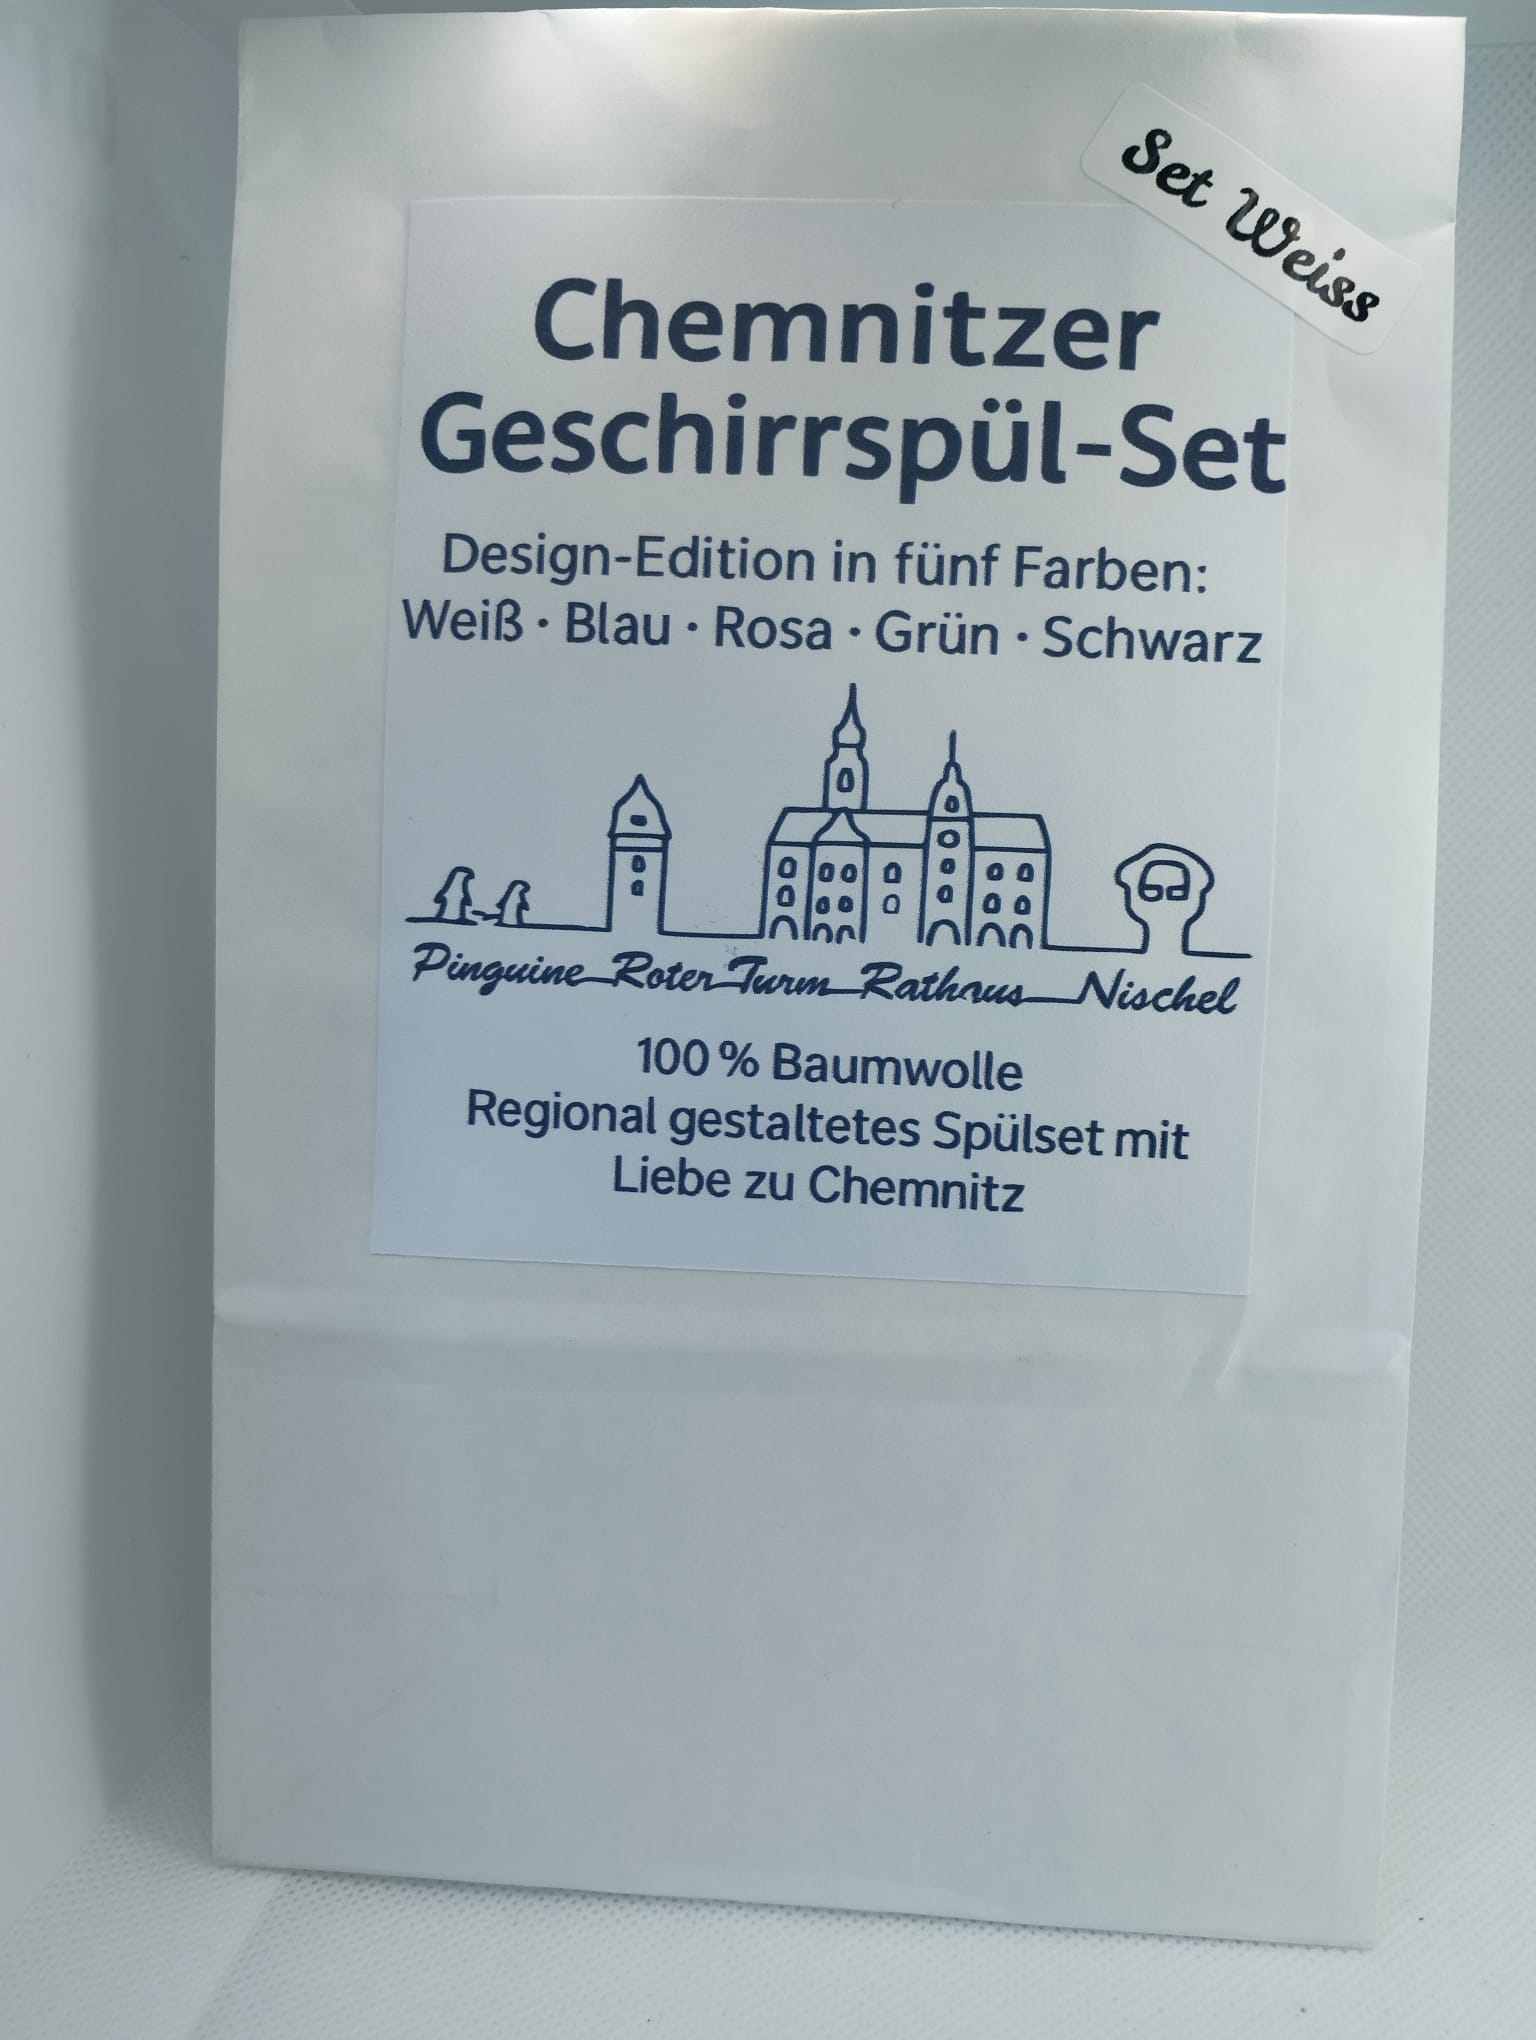 Set Weiss
Chemnitzer
Geschirrspül-Set
Design-Edition in fünf Farben:
Weiß · Blau · Rosa · Grün · Schwarz
Pinguine Roter Turm Rathaus Nischel
100 % Baumwolle
Regional gestaltetes Spülset mit
Liebe zu Chemnitz